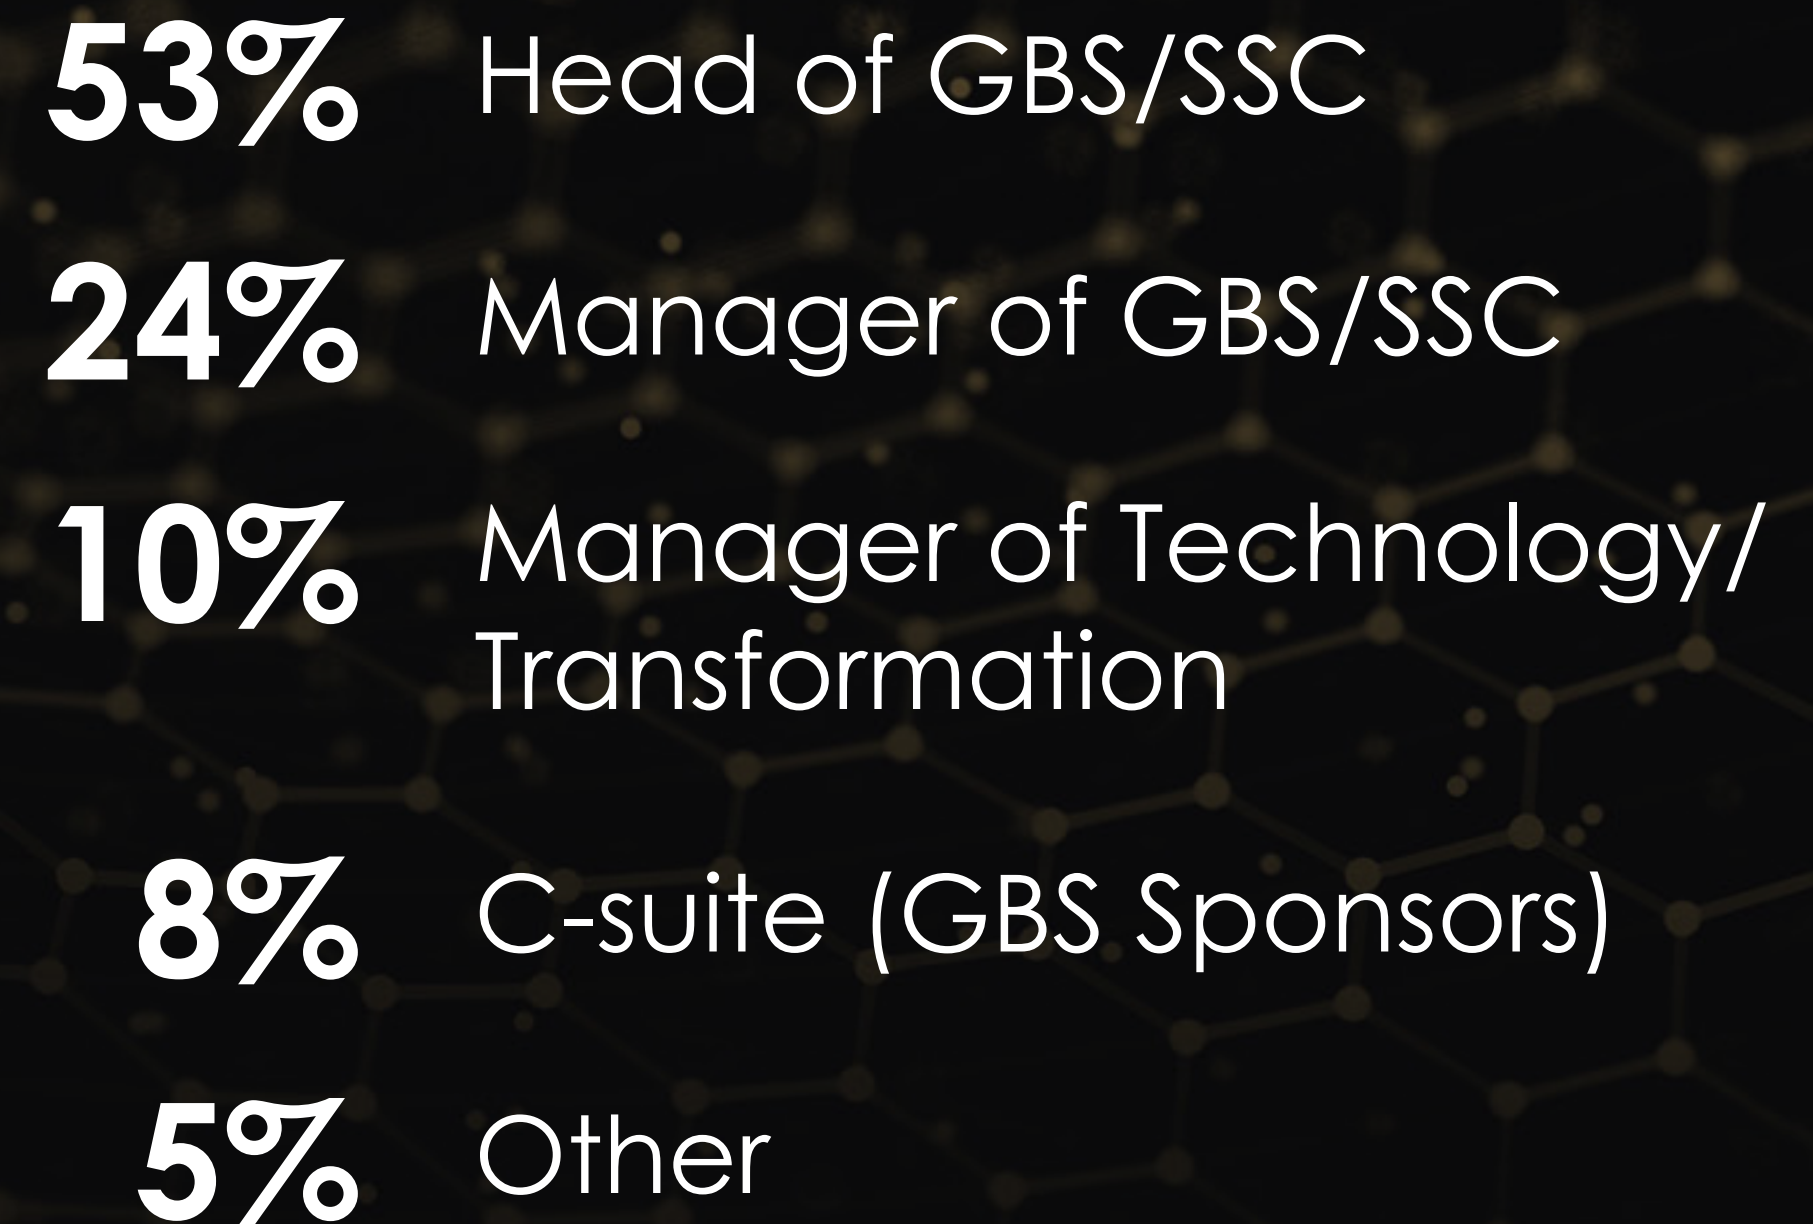 53% Head of GBS/SSC
24% Manager of GBS/SSC
10% Manager of Technology/
Transformation
8% C-suite (GBS Sponsors)
5% Other